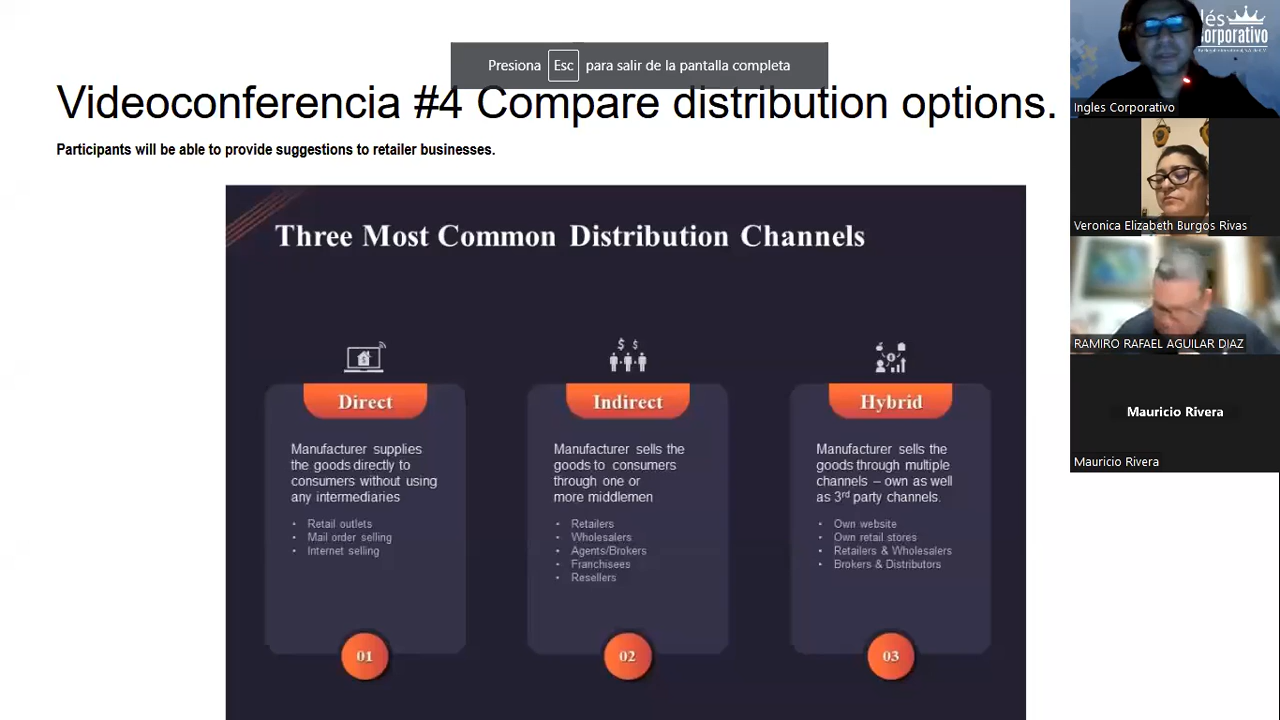 Presiona Esc para salir de la pantalla completa
Videoconferencia #4 Compare distribution options.
Participants will be able to provide suggestions to retailer businesses.
Three Most Common Distribution Channels
Direct
Manufacturer supplies
the goods directly to
consumers without using
any intermediaries
• Retail outlets
• Mail order selling
• Internet selling
01
Indirect
Manufacturer sells the
goods to consumers
through one or
more middlemen
• Retailers
• Wholesalers
• Agents/Brokers
• Franchisees
• Resellers
02
Hybrid
Manufacturer sells the
goods through multiple
channels – own as well
as 3rd party channels.
• Own website
• Own retail stores
• Retailers & Wholesalers
• Brokers & Distributors
03
Ingles Corporativo
Veronica Elizabeth Burgos Rivas
RAMIRO RAFAEL AGUILAR DIAZ
Mauricio Rivera
Mauricio Rivera